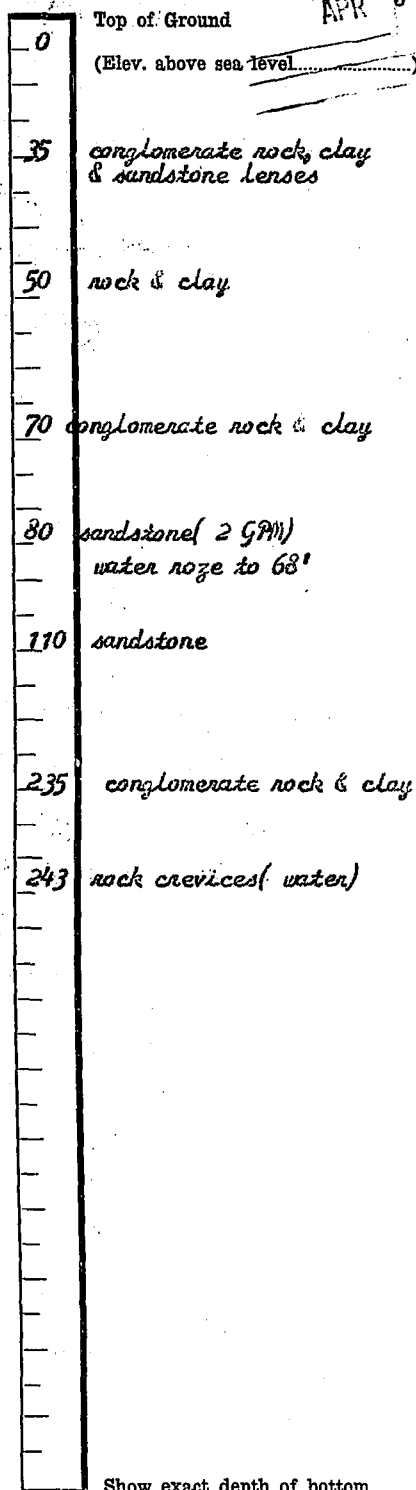 APR
0 Top of Ground
(Elev. above sea level....................)
35 conglomerate rock, clay
& sandstone lenses
50 rock & clay
70 conglomerate rock & clay
80 sandstone( 2 GPM)
water roze to 68'
110 sandstone
235 conglomerate rock & clay
243 rock crevices( water)
Show exact depth of bottom